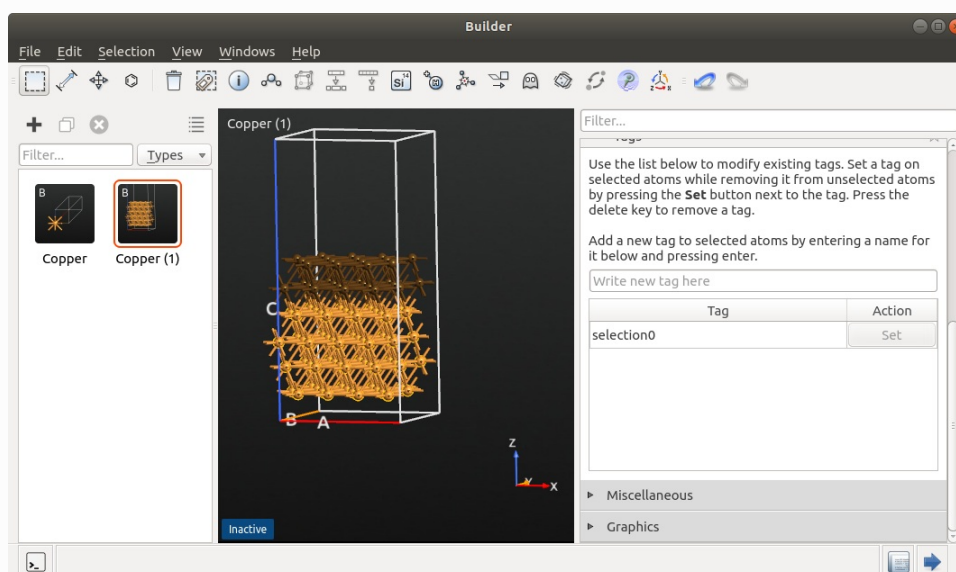 Builder
File Edit Selection View Windows Help
Si 14
P
z x
Filter...
Types
B
Copper
B
Copper (1)
Copper (1)
C
B
A
Z
Y
X
Inactive
Filter...
Tags
Use the list below to modify existing tags. Set a tag on
selected atoms while removing it from unselected atoms
by pressing the Set button next to the tag. Press the
delete key to remove a tag.
Add a new tag to selected atoms by entering a name for
it below and pressing enter.
Write new tag here
Tag Action
selection0 Set
Miscellaneous
Graphics
>_